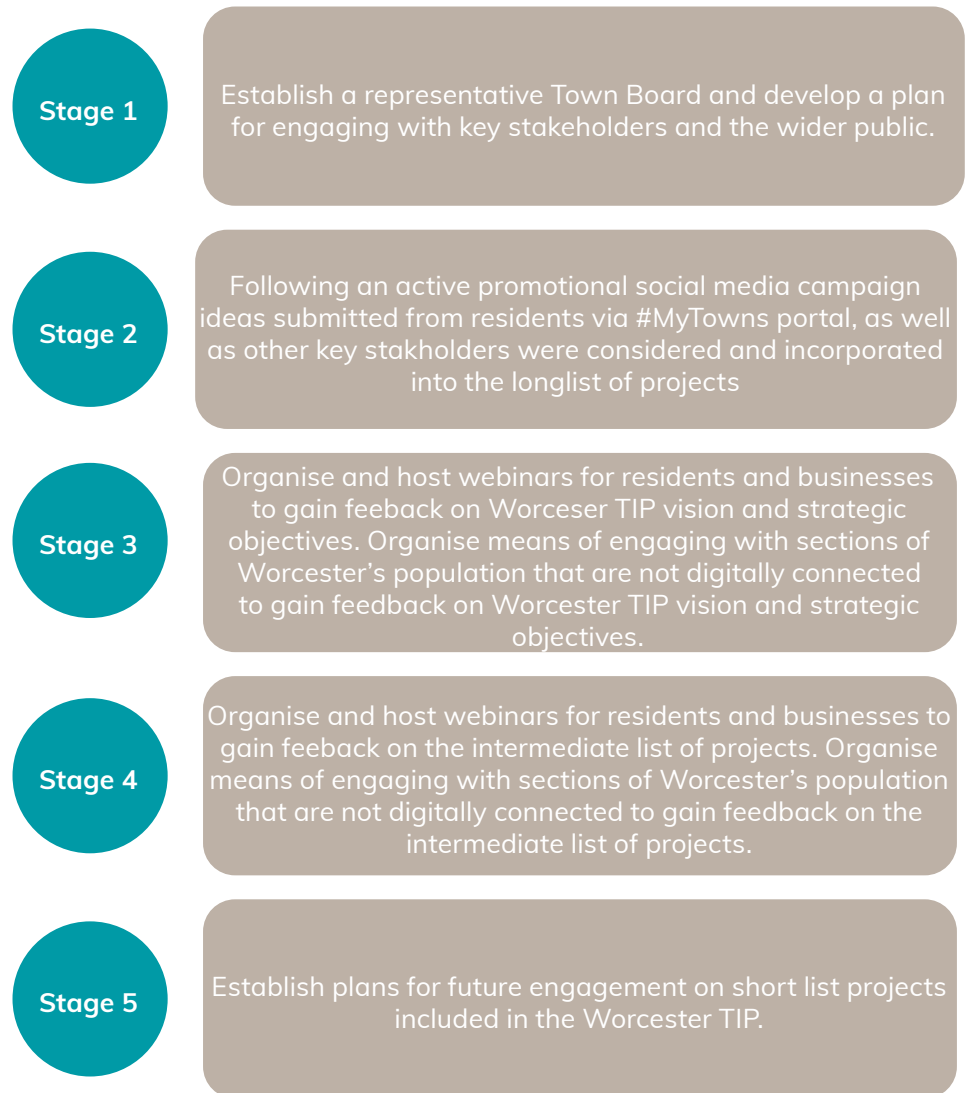 Stage 1
Establish a representative Town Board and develop a plan
for engaging with key stakeholders and the wider public.
Stage 2
Following an active promotional social media campaign
ideas submitted from residents via #MyTowns portal, as well
as other key stakholders were considered and incorporated
into the longlist of projects
Stage 3
Organise and host webinars for residents and businesses
to gain feeback on Worceser TIP vision and strategic
objectives. Organise means of engaging with sections of
Worcester’s population that are not digitally connected
to gain feedback on Worcester TIP vision and strategic
objectives.
Stage 4
Organise and host webinars for residents and businesses to
gain feeback on the intermediate list of projects. Organise
means of engaging with sections of Worcester’s population
that are not digitally connected to gain feedback on the
intermediate list of projects.
Stage 5
Establish plans for future engagement on short list projects
included in the Worcester TIP.